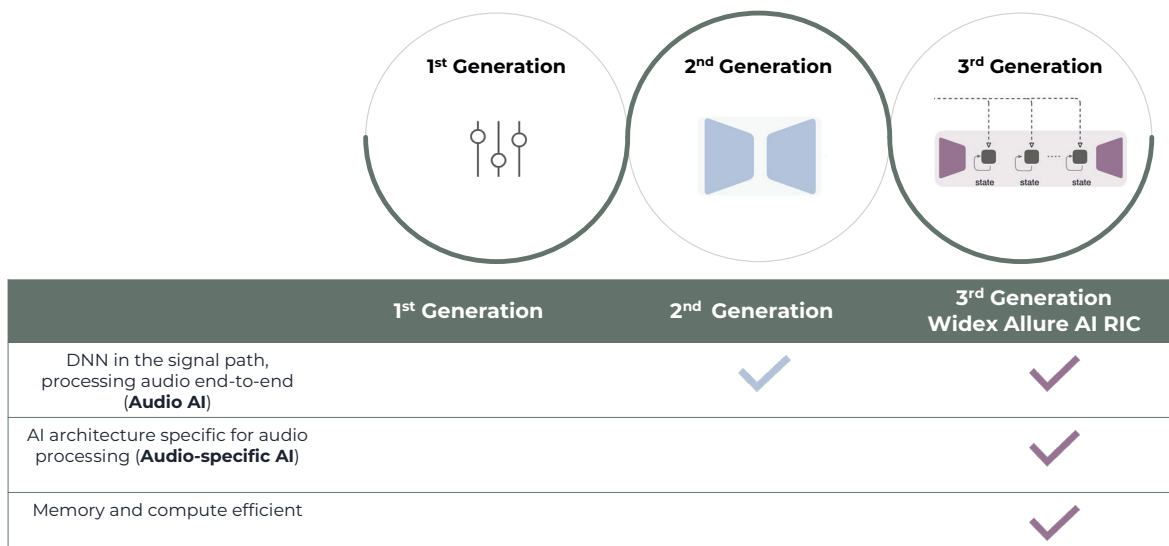 1st Generation
2nd Generation
3rd Generation
state
state
state
1st Generation
2nd Generation
3rd Generation
Widex Allure AI RIC
DNN in the signal path,
processing audio end-to-end
(Audio AI)
AI architecture specific for audio
processing (Audio-specific AI)
Memory and compute efficient